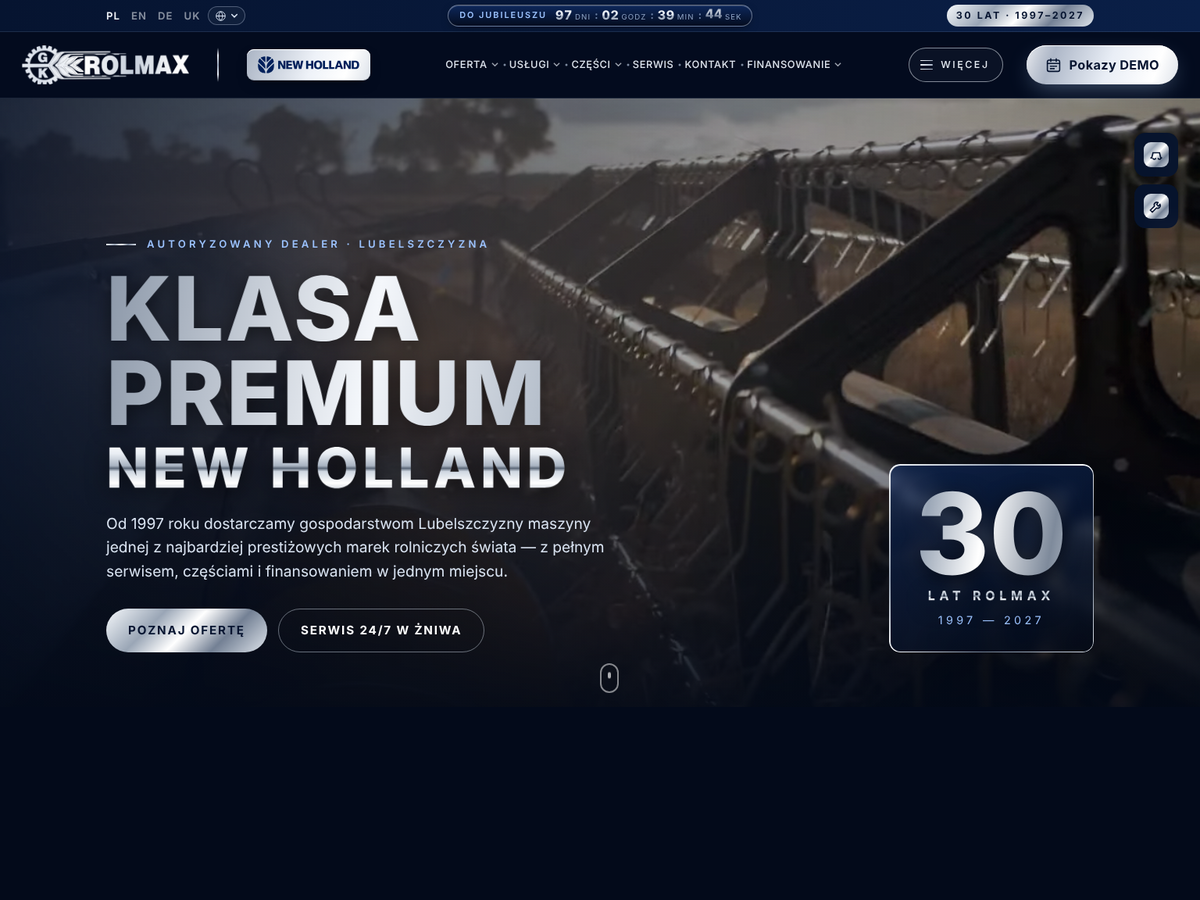 PL EN DE UK
DO JUBILEUSZU 97 DNI : 02 GODZ : 39 MIN : 44 SEK
30 LAT · 1997–2027
GK KROLMAX
NEW HOLLAND
OFERTA · USŁUGI · CZĘŚCI · SERWIS · KONTAKT · FINANSOWANIE
WIĘCEJ
Pokazy DEMO
AUTORYZOWANY DEALER · LUBELSZCZYZNA
KLASA
PREMIUM
NEW HOLLAND
Od 1997 roku dostarczamy gospodarstwom Lubelszczyzny maszyny
jednej z najbardziej prestiżowych marek rolniczych świata — z pełnym
serwisem, częściami i finansowaniem w jednym miejscu.
POZNAJ OFERTĘ
SERWIS 24/7 W ŻNIWA
30
LAT ROLMAX
1997 — 2027